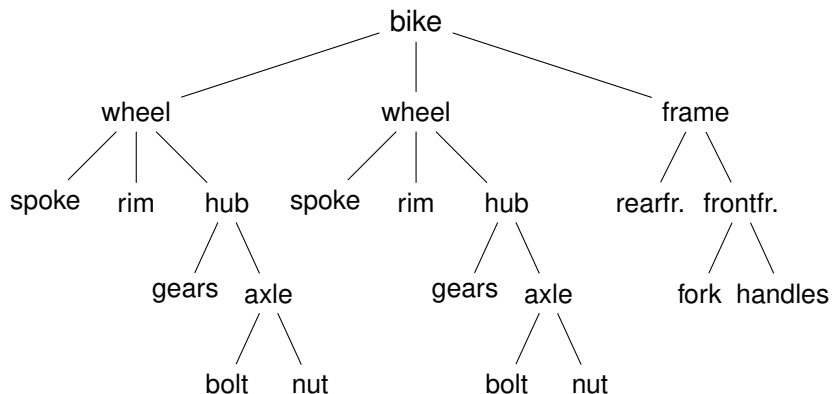 bike
wheel wheel frame
spoke rim hub spoke rim hub rearfr. frontfr.
gears axle gears axle fork handles
bolt nut bolt nut